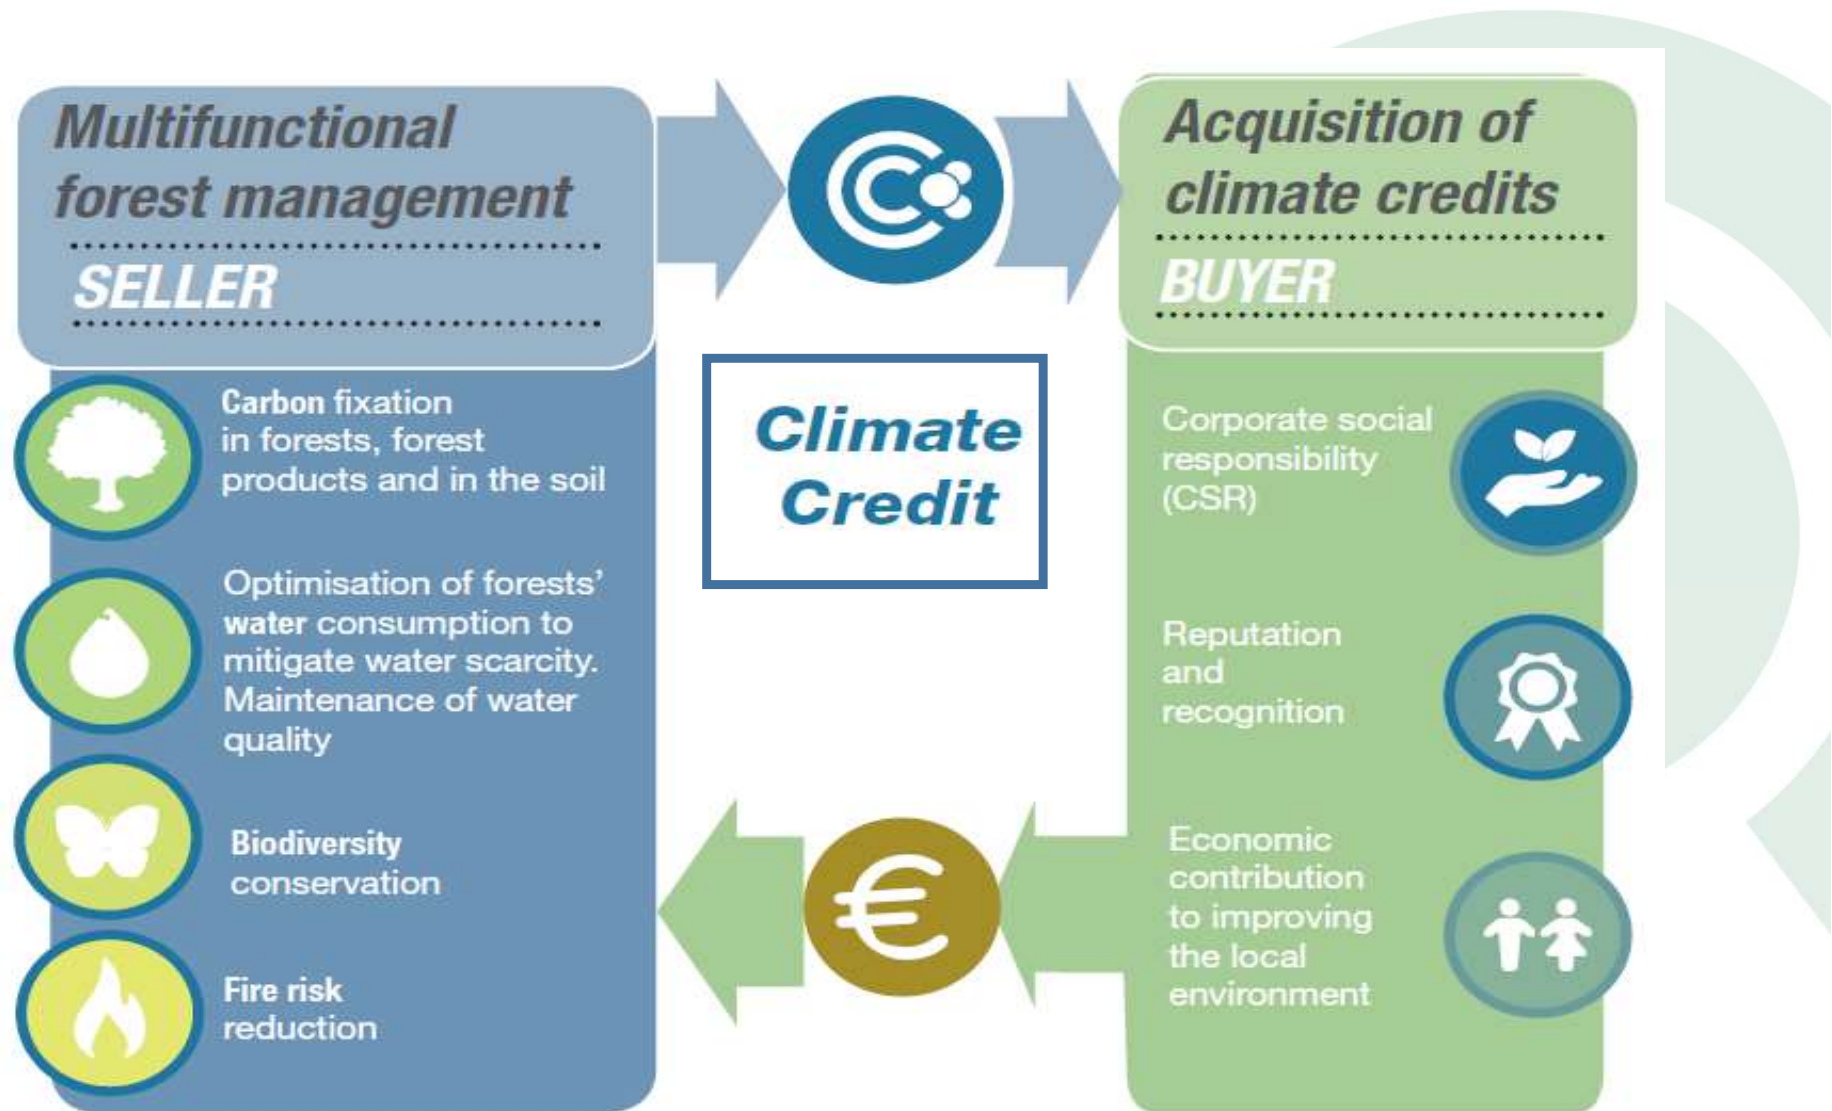 Multifunctional
forest management
SELLER
Carbon fixation
in forests, forest
products and in the soil
Optimisation of forests’
water consumption to
mitigate water scarcity.
Maintenance of water
quality
Biodiversity
conservation
Fire risk
reduction
Climate
Credit
€
Acquisition of
climate credits
BUYER
Corporate social
responsibility
(CSR)
Reputation
and
recognition
Economic
contribution
to improving
the local
environment